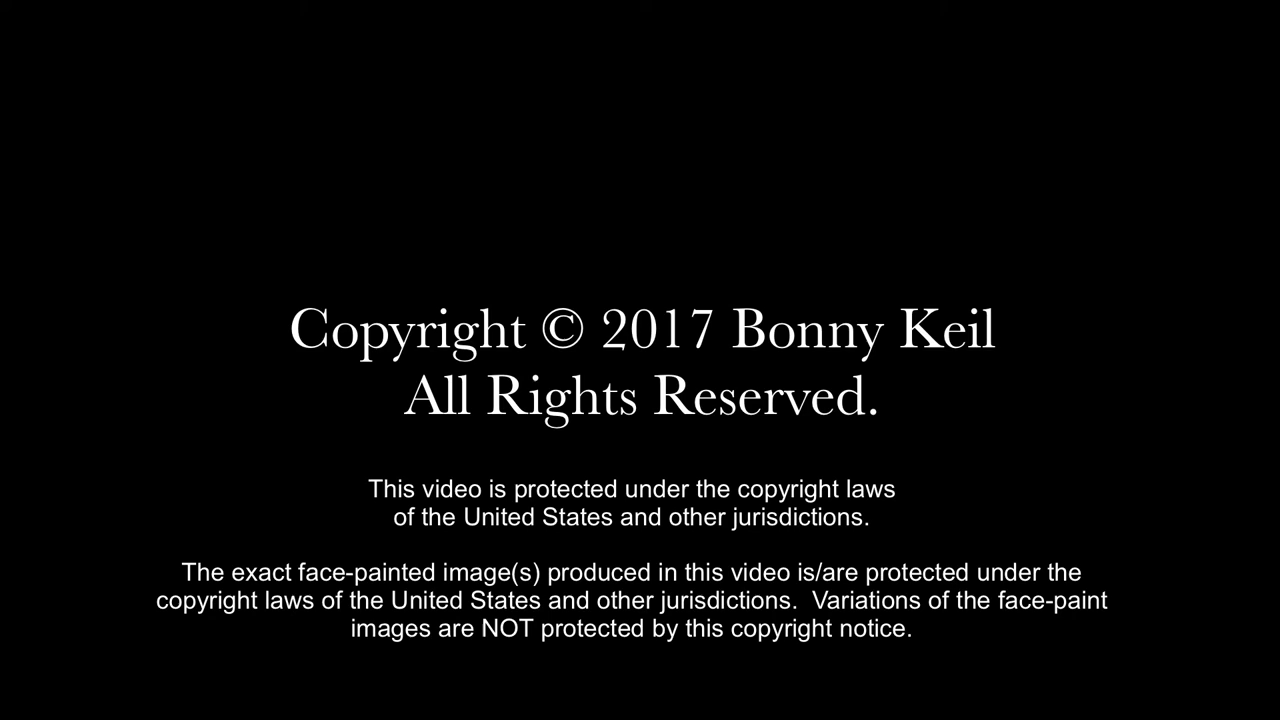 Copyright © 2017 Bonny Keil
All Rights Reserved.
This video is protected under the copyright laws
of the United States and other jurisdictions.
The exact face-painted image(s) produced in this video is/are protected under the
copyright laws of the United States and other jurisdictions.  Variations of the face-paint
images are NOT protected by this copyright notice.